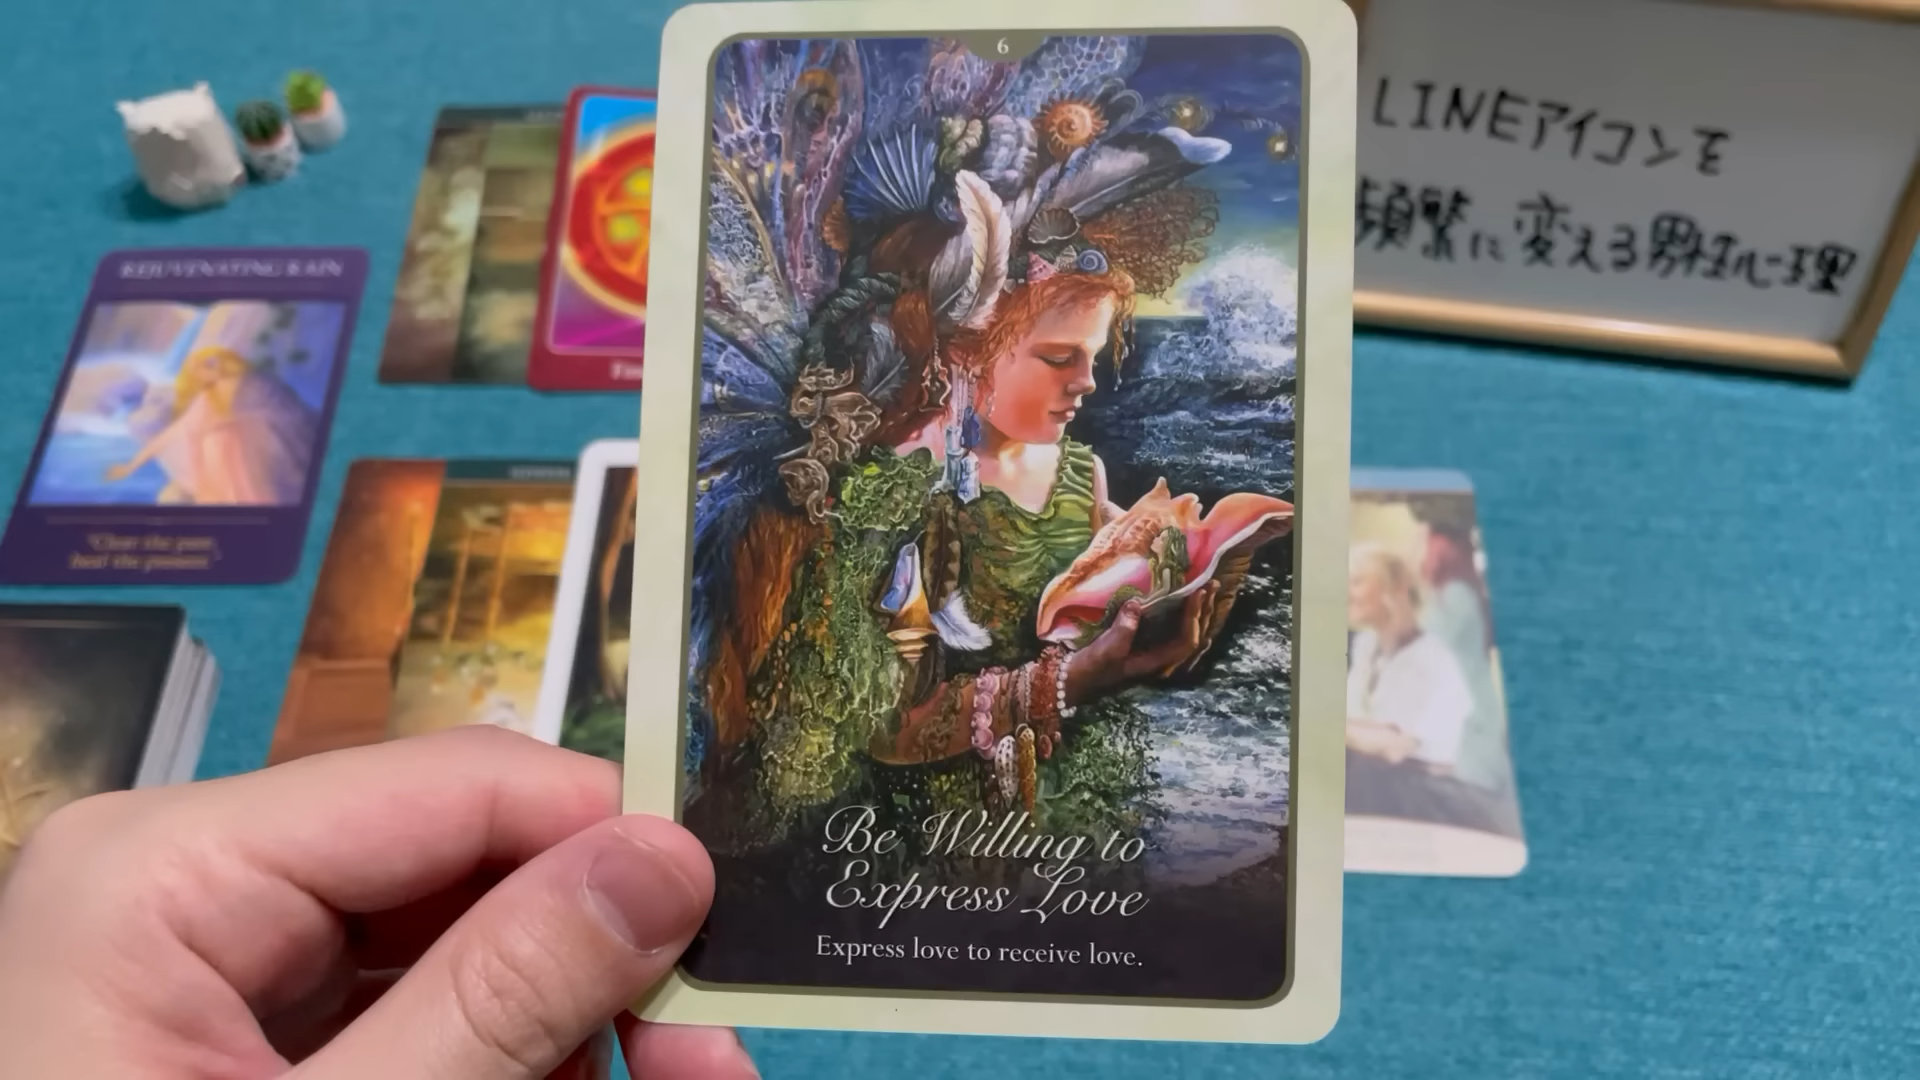 6
LINEアイコンを
頻繁に変える男性心理
REJUVENATING RAIN
"Clear the past,
heal the present."
Be Willing to
Express Love
Express love to receive love.